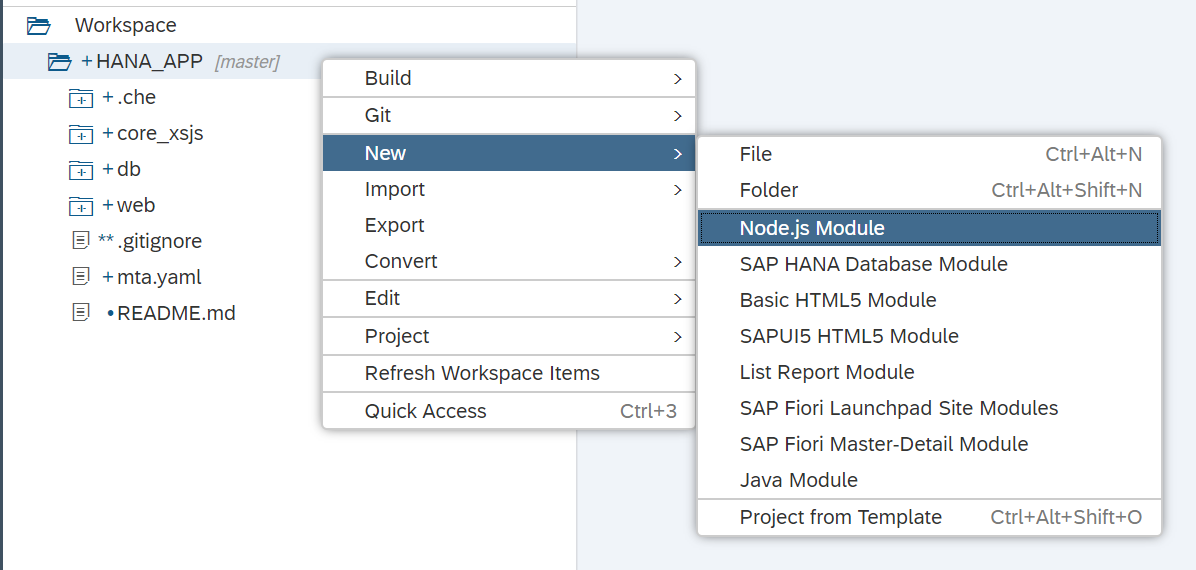 Workspace
+HANA_APP [master]
+.che
+core_xsjs
+db
+web
**.gitignore
+mta.yaml
•README.md
Build
Git
New
Import
Export
Convert
Edit
Project
Refresh Workspace Items
Quick Access Ctrl+3
File Ctrl+Alt+N
Folder Ctrl+Alt+Shift+N
Node.js Module
SAP HANA Database Module
Basic HTML5 Module
SAPUI5 HTML5 Module
List Report Module
SAP Fiori Launchpad Site Modules
SAP Fiori Master-Detail Module
Java Module
Project from Template Ctrl+Alt+Shift+O